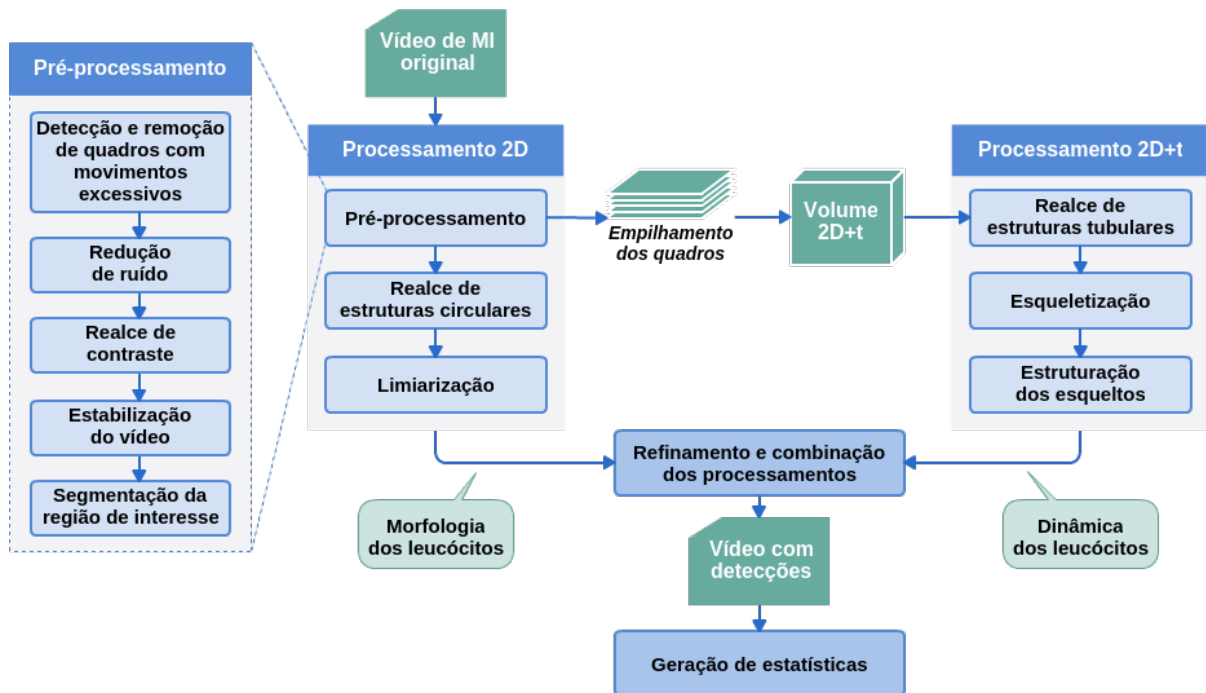 Pré-processamento
Detecção e remoção
de quadros com
movimentos
excessivos
Redução
de ruído
Realce de
contraste
Estabilização
do vídeo
Segmentação da
região de interesse
Vídeo de MI
original
Processamento 2D
Pré-processamento
Realce de
estruturas circulares
Limiarização
Empilhamento
dos quadros
Volume
2D+t
Processamento 2D+t
Realce de
estruturas tubulares
Esqueletização
Estruturação
dos esqueltos
Refinamento e combinação
dos processamentos
Morfologia
dos leucócitos
Dinâmica
dos leucócitos
Vídeo com
detecções
Geração de estatísticas